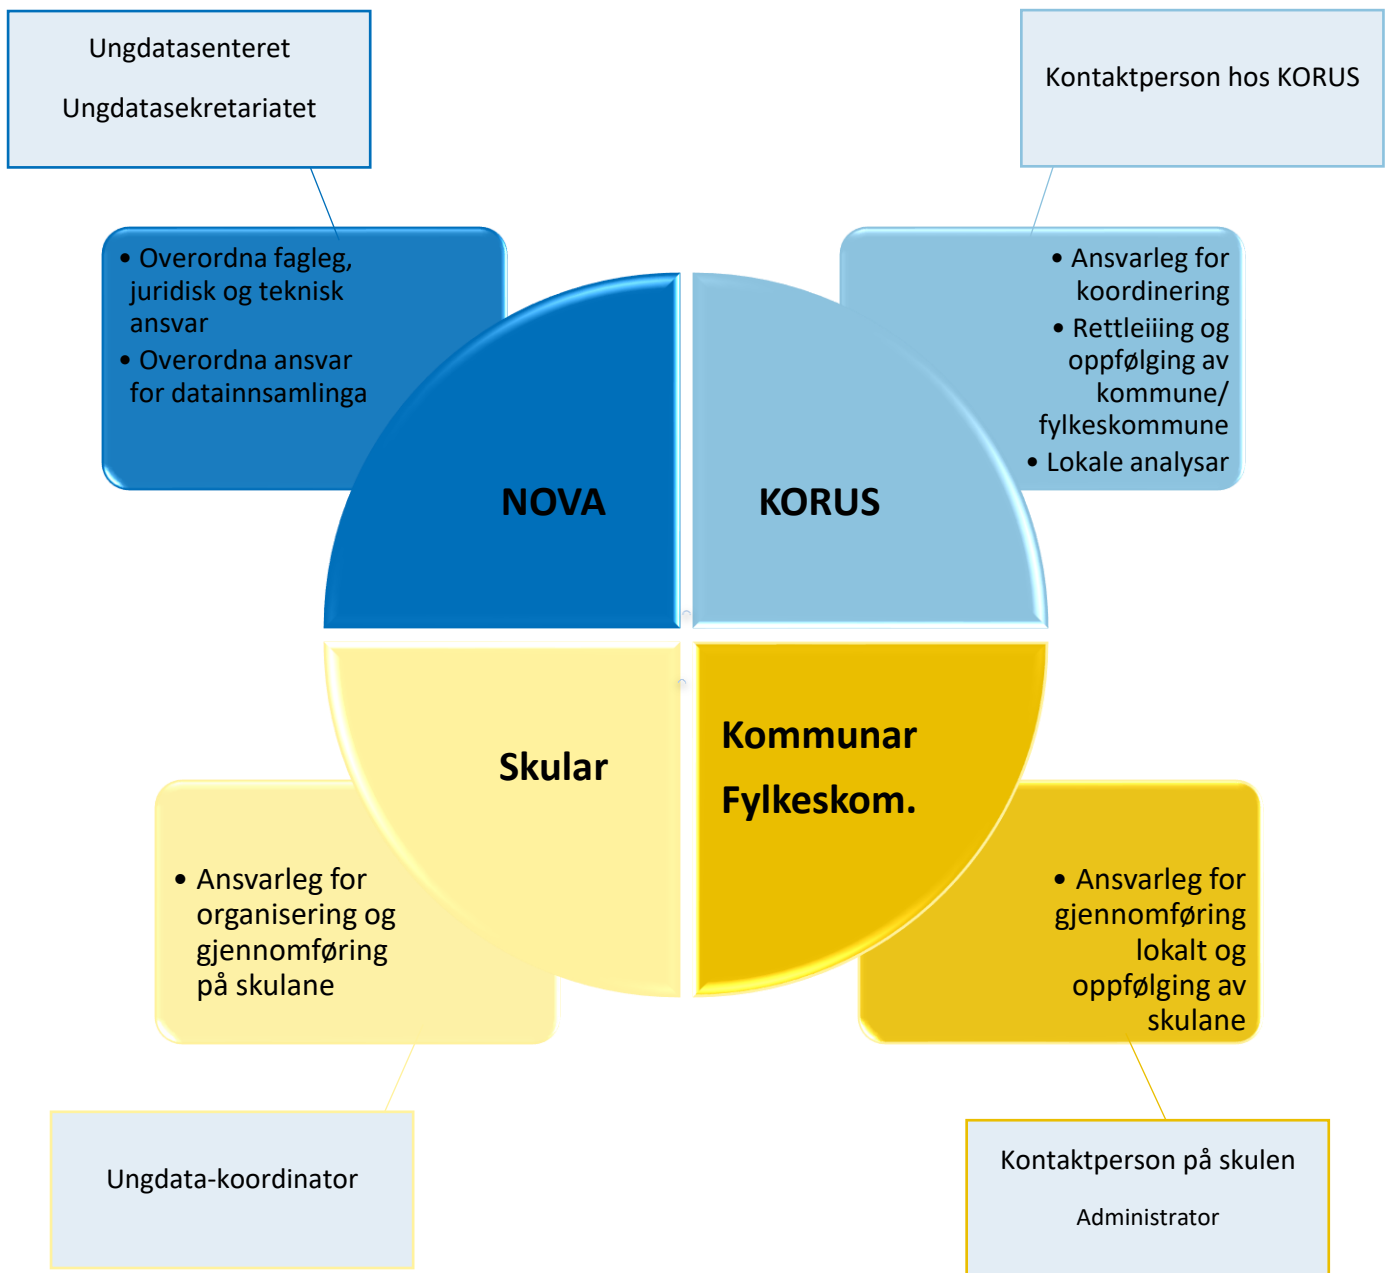 Ungdatasenteret
Ungdatasekretariatet
Kontaktperson hos KORUS
• Overordna fagleg,
juridisk og teknisk
ansvar
• Overordna ansvar
for datainnsamlinga
• Ansvarleg for
koordinering
• Rettleiiing og
oppfølging av
kommune/
fylkeskommune
• Lokale analysar
NOVA
KORUS
Skular
Kommunar
Fylkeskom.
• Ansvarleg for
organisering og
gjennomføring
på skulane
• Ansvarleg for
gjennomføring
lokalt og
oppfølging av
skulane
Ungdata-koordinator
Kontaktperson på skulen
Administrator